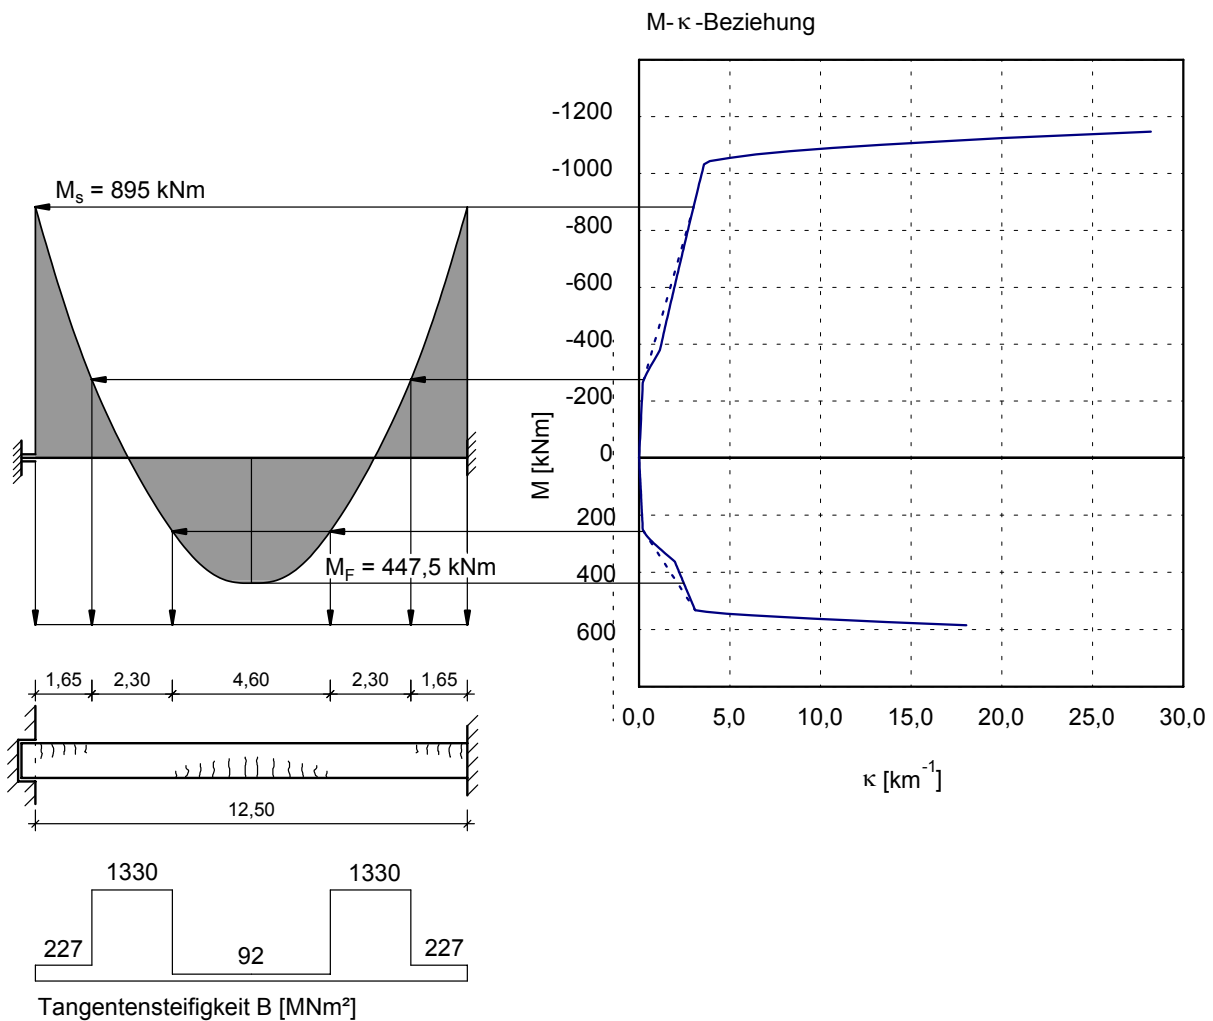 M-κ-Beziehung
-1200
-1000
-800
-600
-400
-200
0
200
400
600
M [kNm]
0,0 5,0 10,0 15,0 20,0 25,0 30,0
κ [km⁻¹]
Mₛ = 895 kNm
M_F = 447,5 kNm
1,65 2,30 4,60 2,30 1,65
12,50
1330 1330
227 92 227
Tangentensteifigkeit B [MNm²]